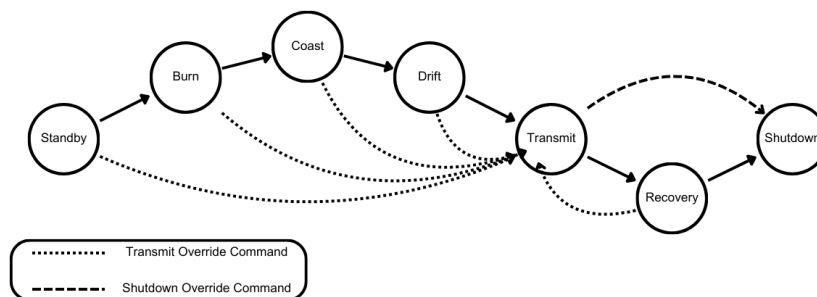 Coast
Burn
Drift
Standby
Transmit
Shutdown
Recovery
Transmit Override Command
Shutdown Override Command